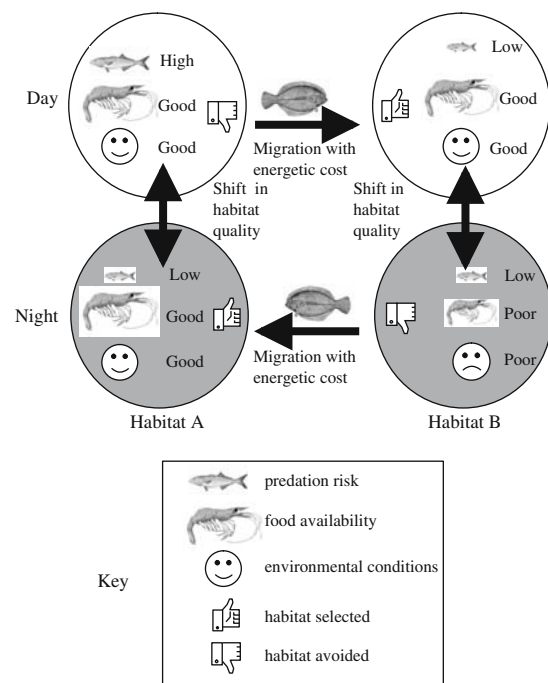 High
Low
Day
Good
Good
Good
Migration with
energetic cost
Good
Shift in
habitat
quality
Shift in
habitat
quality
Low
Low
Night
Good
Poor
Good
Migration with
energetic cost
Poor
Habitat A
Habitat B
predation risk
food availability
environmental conditions
Key
habitat selected
habitat avoided